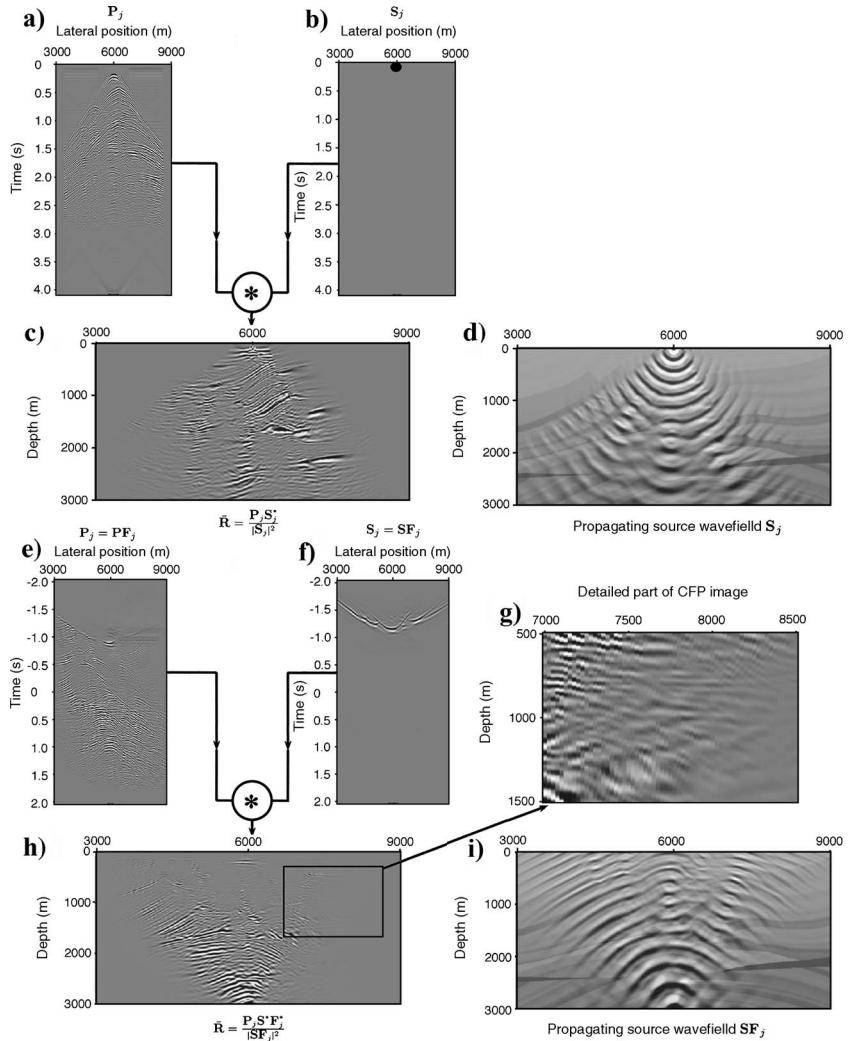 a)
P_j
Lateral position (m)
3000 6000 9000
Time (s)
0
0.5
1.0
1.5
2.0
2.5
3.0
3.5
4.0
b)
S_j
Lateral position (m)
3000 6000 9000
Time (s)
0
0.5
1.0
1.5
2.0
2.5
3.0
3.5
4.0
*
c)
3000 6000 9000
Depth (m)
0
1000
2000
3000
R̄ = P_jS_j^* / |S_j|^2
d)
3000 6000 9000
Depth (m)
0
1000
2000
3000
Propagating source wavefielld S_j
e)
P_j = PF_j
Lateral position (m)
3000 6000 9000
Time (s)
-2.0
1.5
-1.0
-0.5
0
0.5
1.0
1.5
2.0
f)
S_j = SF_j
Lateral position (m)
3000 6000 9000
Time (s)
-2.0
-1.5
-1.0
0.5
0
0.5
-1.0
-1.5
2.0
*
g)
Detailed part of CFP image
7000 7500 8000 8500
Depth (m)
500
1000
1500
h)
3000 6000 9000
Depth (m)
0
1000
2000
3000
R̄ = P_jS^*F_j^* / |SF_j|^2
i)
3000 6000 9000
Depth (m)
0
1000
2000
3000
Propagating source wavefielld SF_j